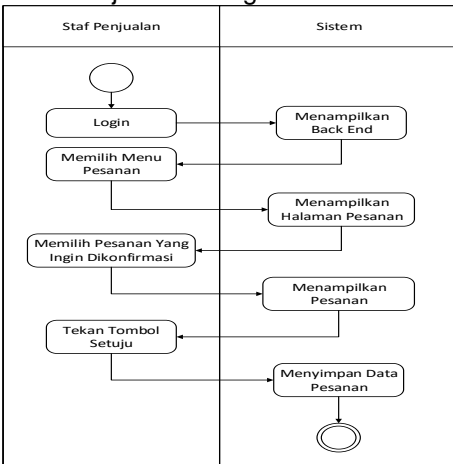 Staf Penjualan
Sistem
Login
Menampilkan
Back End
Memilih Menu
Pesanan
Menampilkan
Halaman Pesanan
Memilih Pesanan Yang
Ingin Dikonfirmasi
Menampilkan
Pesanan
Tekan Tombol
Setuju
Menyimpan Data
Pesanan